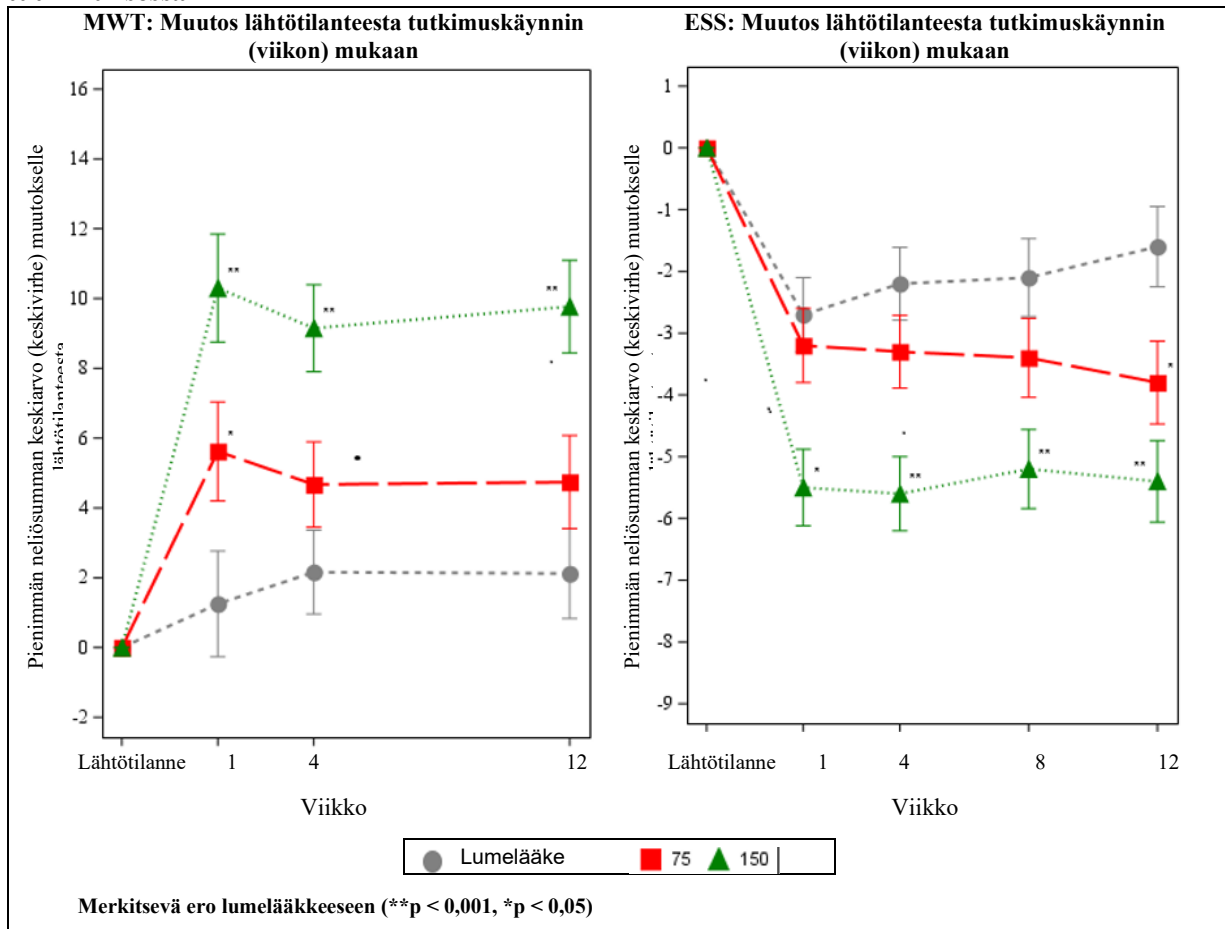 MWT: Muutos lähtötilanteesta tutkimuskäynnin
(viikon) mukaan
Pienimmän neliösumman keskiarvo (keskivirhe) muutokselle
lähtötilanteesta
16
14
12
10
8
6
4
2
0
-2
**
**
**
*
Lähtötilanne 1 4 12
Viikko
ESS: Muutos lähtötilanteesta tutkimuskäynnin
(viikon) mukaan
Pienimmän neliösumman keskiarvo (keskivirhe) muutokselle
1
0
-1
-2
-3
-4
-5
-6
-7
-8
-9
*
*
**
**
**
Lähtötilanne 1 4 8 12
Viikko
Lumelääke 75 150
Merkitsevä ero lumelääkkeeseen (**p < 0,001, *p < 0,05)